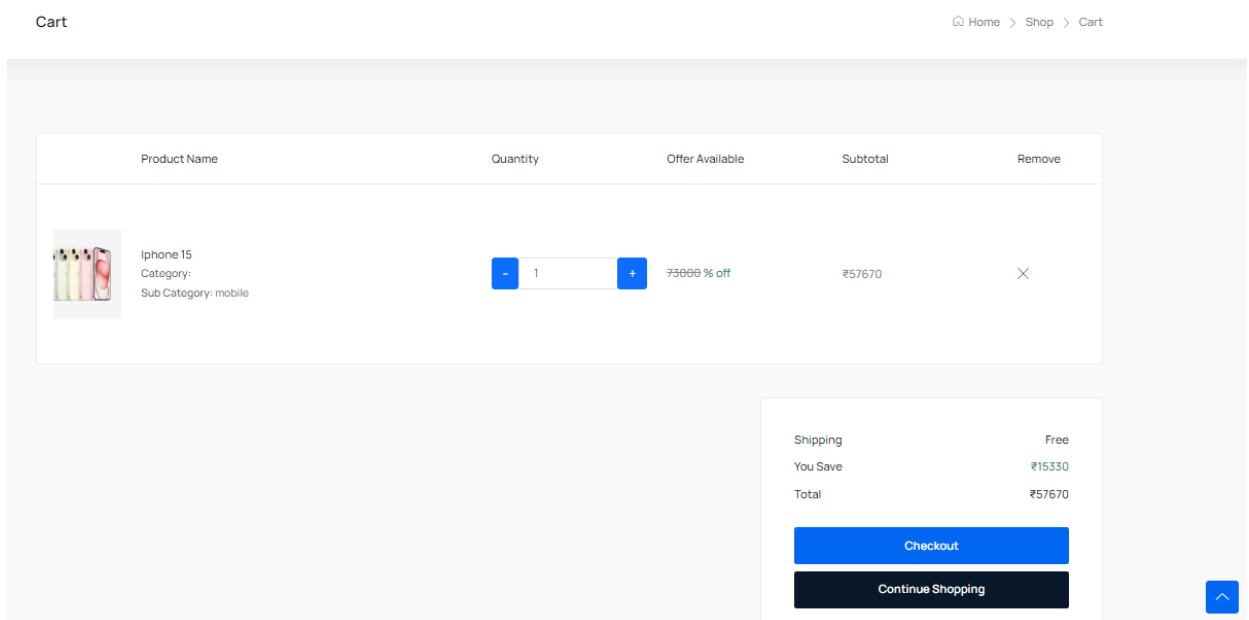 Cart
Home > Shop > Cart
Product Name Quantity Offer Available Subtotal Remove
Iphone 15
Category:
Sub Category: mobile
- 1 +
73000 % off
₹57670
Shipping Free
You Save ₹15330
Total ₹57670
Checkout
Continue Shopping